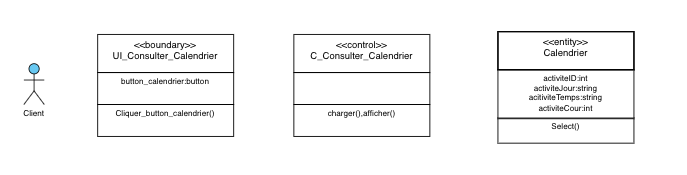 Client
<<boundary>>
UI_Consulter_Calendrier
button_calendrier:button
Cliquer_button_calendrier()
<<control>>
C_Consulter_Calendrier
charger(),afficher()
<<entity>>
Calendrier
activiteID:int
activiteJour:string
acitiviteTemps:string
activiteCour:int
Select()